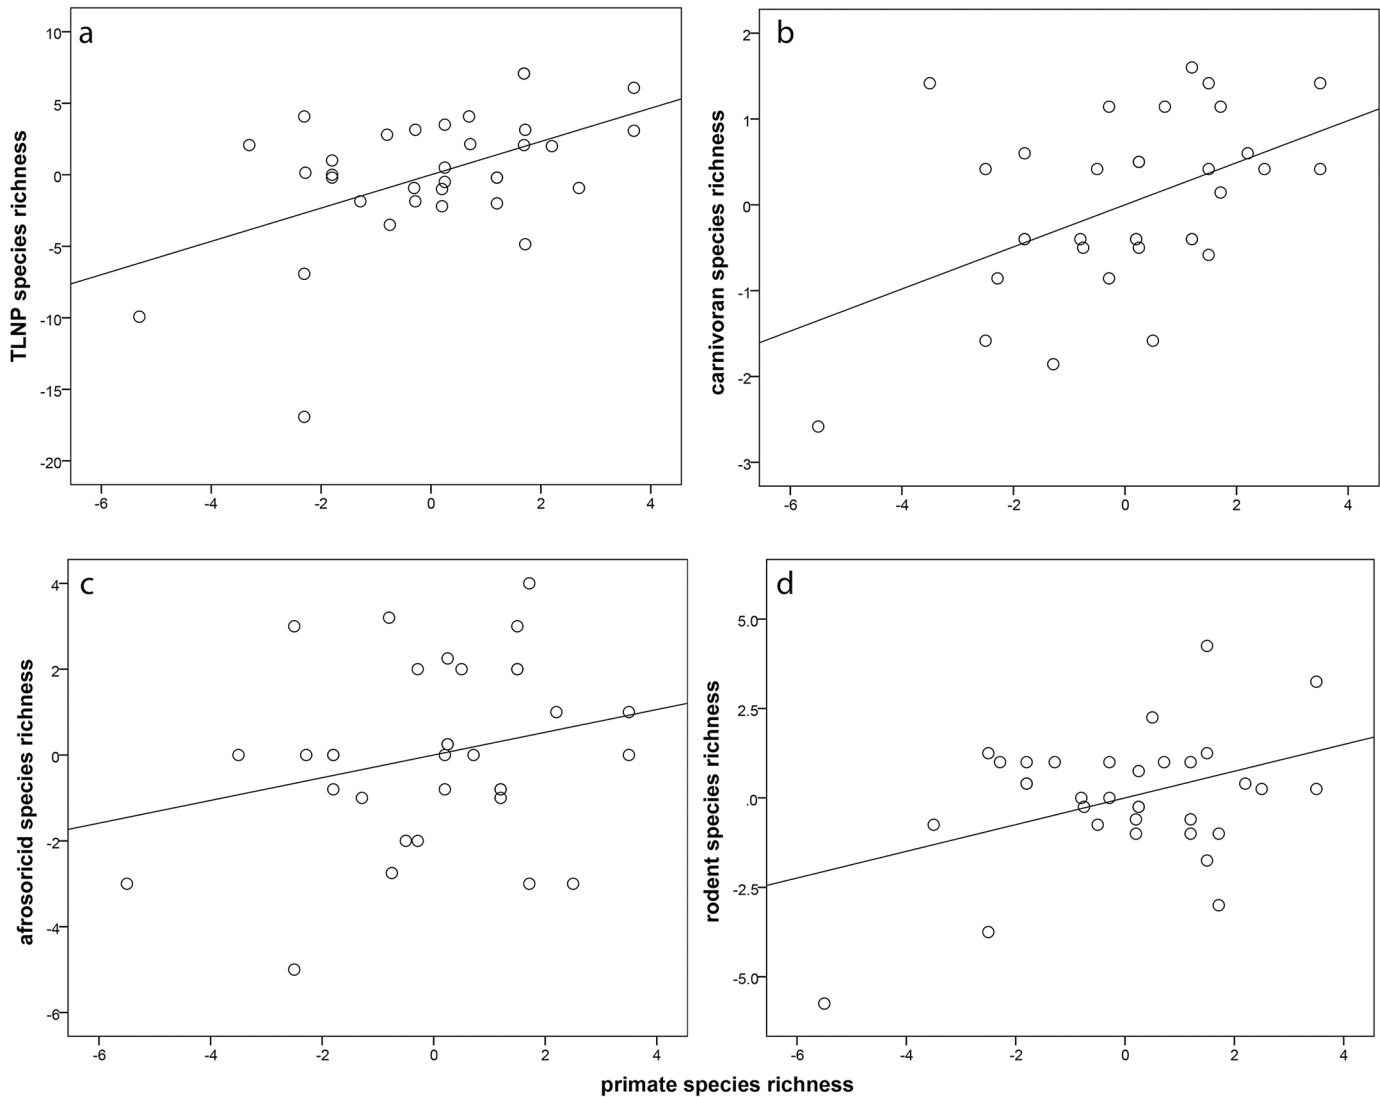 a
TLNP species richness
10
5
0
-5
-10
-15
-20
-6 -4 -2 0 2 4
b
carnivoran species richness
2
1
0
-1
-2
-3
-6 -4 -2 0 2 4
c
afrosoricid species richness
4
2
0
-2
-4
-6
-6 -4 -2 0 2 4
d
rodent species richness
5.0
2.5
.0
-2.5
-5.0
-6 -4 -2 0 2 4
primate species richness